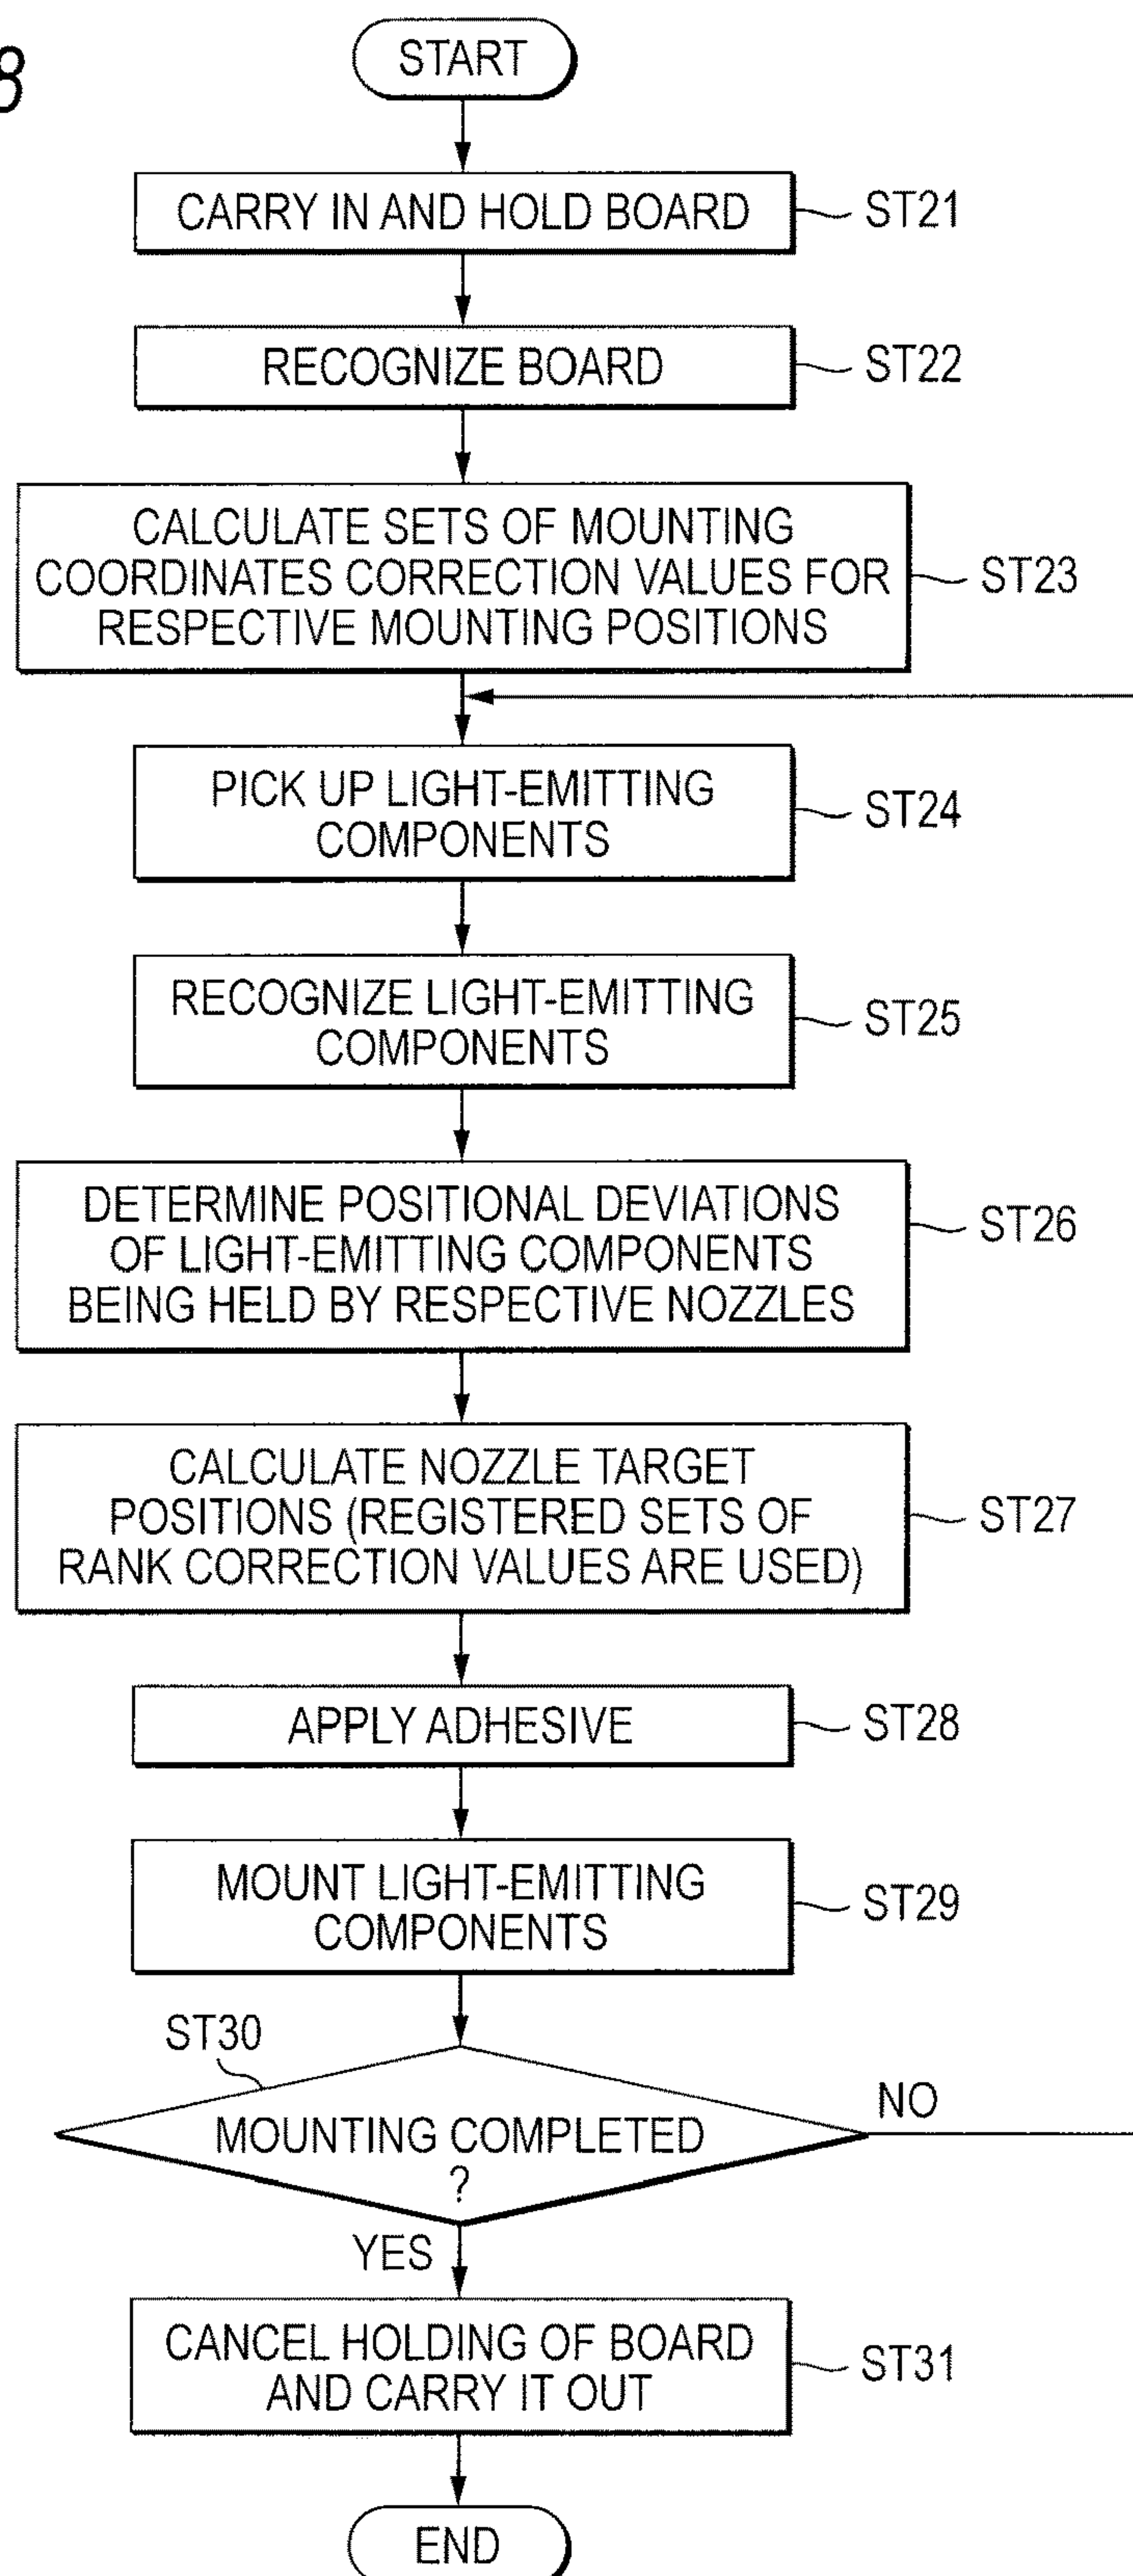 8
START
CARRY IN AND HOLD BOARD
ST21
RECOGNIZE BOARD
ST22
CALCULATE SETS OF MOUNTING
COORDINATES CORRECTION VALUES FOR
RESPECTIVE MOUNTING POSITIONS
ST23
PICK UP LIGHT-EMITTING
COMPONENTS
ST24
RECOGNIZE LIGHT-EMITTING
COMPONENTS
ST25
DETERMINE POSITIONAL DEVIATIONS
OF LIGHT-EMITTING COMPONENTS
BEING HELD BY RESPECTIVE NOZZLES
ST26
CALCULATE NOZZLE TARGET
POSITIONS (REGISTERED SETS OF
RANK CORRECTION VALUES ARE USED)
ST27
APPLY ADHESIVE
ST28
MOUNT LIGHT-EMITTING
COMPONENTS
ST29
ST30
MOUNTING COMPLETED
?
NO
YES
CANCEL HOLDING OF BOARD
AND CARRY IT OUT
ST31
END